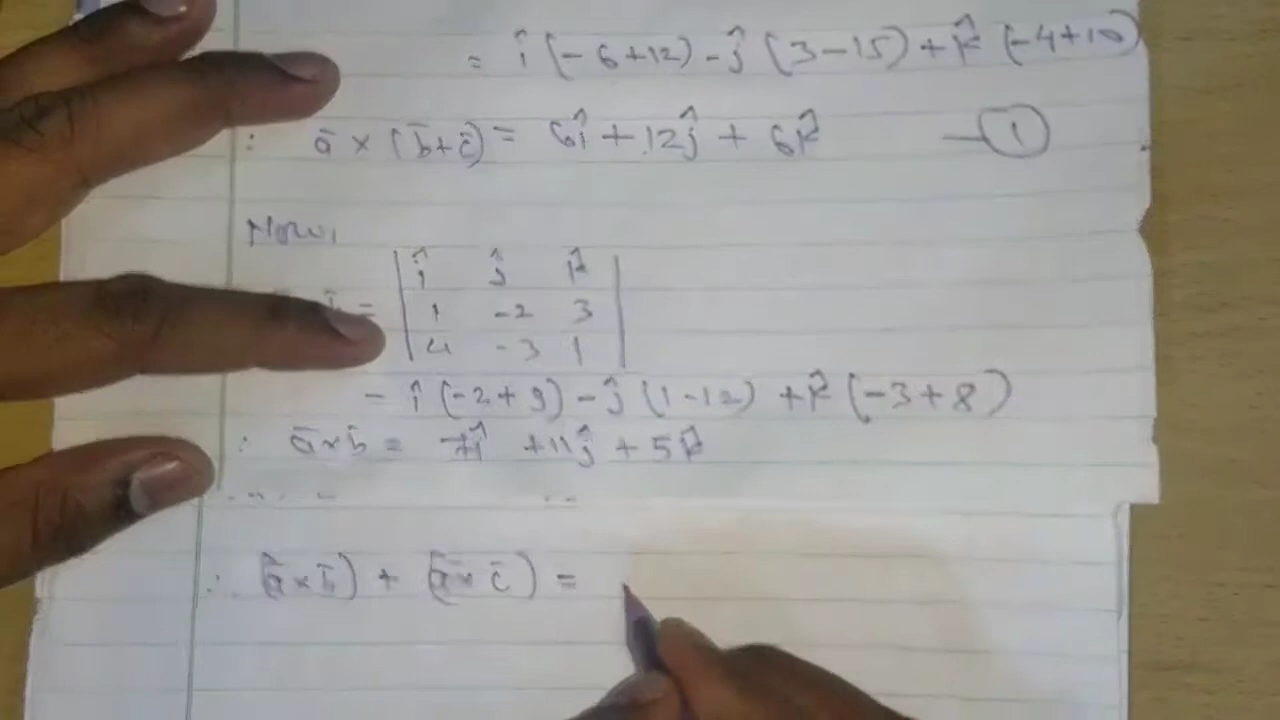 = î (-6+12) -ĵ (3-15) + k̂ (-4+10)
∴ ā × (b̄+c̄) = 6î + 12ĵ + 6k̂ —①
Now,
= | î ĵ k̂ |
| 1 -2 3 |
| 4 -3 1 |
= î (-2+9) -ĵ (1-12) + k̂ (-3+8)
∴ ā×b̄ = 7î +11ĵ + 5k̂
∴ (ā×b̄) + (ā× c̄) =